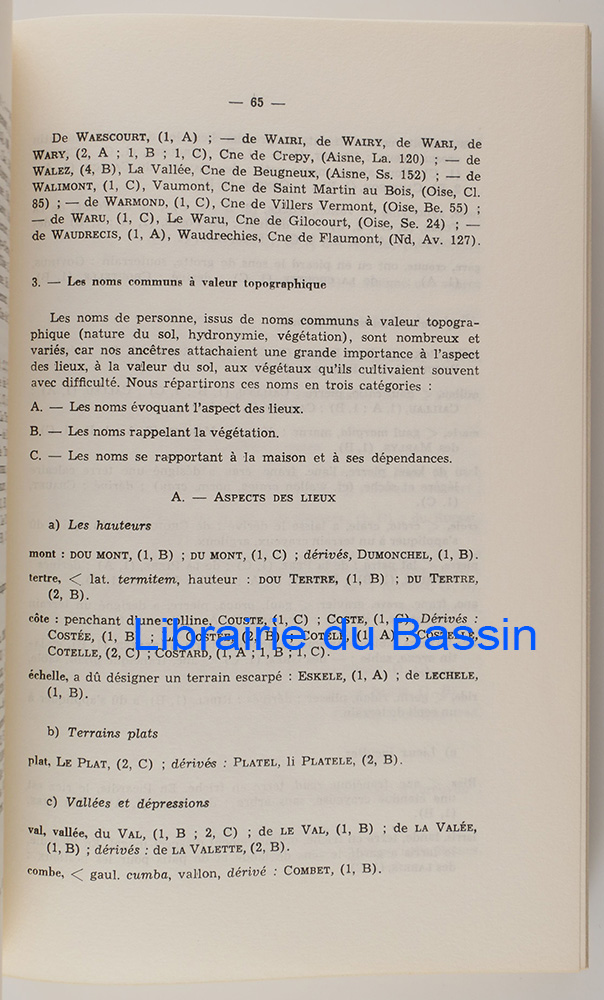 — 65 —
De WAESCOURT, (1, A) ; — de WAIRI, de WAIRY, de WARI, de
WARY, (2, A ; 1, B ; 1, C), Cne de Crepy, (Aisne, La. 120) ; — de
WALEZ, (4, B), La Vallée, Cne de Beugneux, (Aisne, Ss. 152) ; — de
WALIMONT, (1, C), Vaumont, Cne de Saint Martin au Bois, (Oise, Cl.
85) ; — de WARMOND, (1, C), Cne de Villers Vermont, (Oise, Be. 55) ;
— de WARU, (1, C), Le Waru, Cne de Gilocourt, (Oise, Se. 24) ; —
de WAUDRECIS, (1, A), Waudrechies, Cne de Flaumont, (Nd, Av. 127).
3. — Les noms communs à valeur topographique
Les noms de personne, issus de noms communs à valeur topogra-
phique (nature du sol, hydronymie, végétation), sont nombreux et
variés, car nos ancêtres attachaient une grande importance à l'aspect
des lieux, à la valeur du sol, aux végétaux qu'ils cultivaient souvent
avec difficulté. Nous répartirons ces noms en trois catégories :
A. — Les noms évoquant l'aspect des lieux.
B. — Les noms rappelant la végétation.
C. — Les noms se rapportant à la maison et à ses dépendances.
A. — ASPECTS DES LIEUX
a) Les hauteurs
mont : DOU MONT, (1, B) ; DU MONT, (1, C) ; dérivés, DUMONCHEL, (1, B).
tertre, < lat. termitem, hauteur : DOU TERTRE, (1, B) ; DU TERTRE,
(2, B).
côte : penchant d'une colline, COUSTE, (1, C) ; COSTE, (1, C). Dérivés :
COSTÉE, (1, B) ; LA COSTÉE, (2, B) ; COTELE, (1, A) ; COSTELLE,
COTELLE, (2, C) ; COSTARD, (1, A ; 1, B ; 1, C).
Librairie du Bassin
échelle, a dû désigner un terrain escarpé : ESKELE, (1, A) ; de LECHELE,
(1, B).
b) Terrains plats
plat, LE PLAT, (2, C) ; dérivés : PLATEL, li PLATELE, (2, B).
c) Vallées et dépressions
val, vallée, du VAL, (1, B ; 2, C) ; de LE VAL, (1, B) ; de LA VALÉE,
(1, B) ; dérivés : de LA VALETTE, (2, B).
combe, < gaul. cumba, vallon, dérivé : COMBET, (1, B).